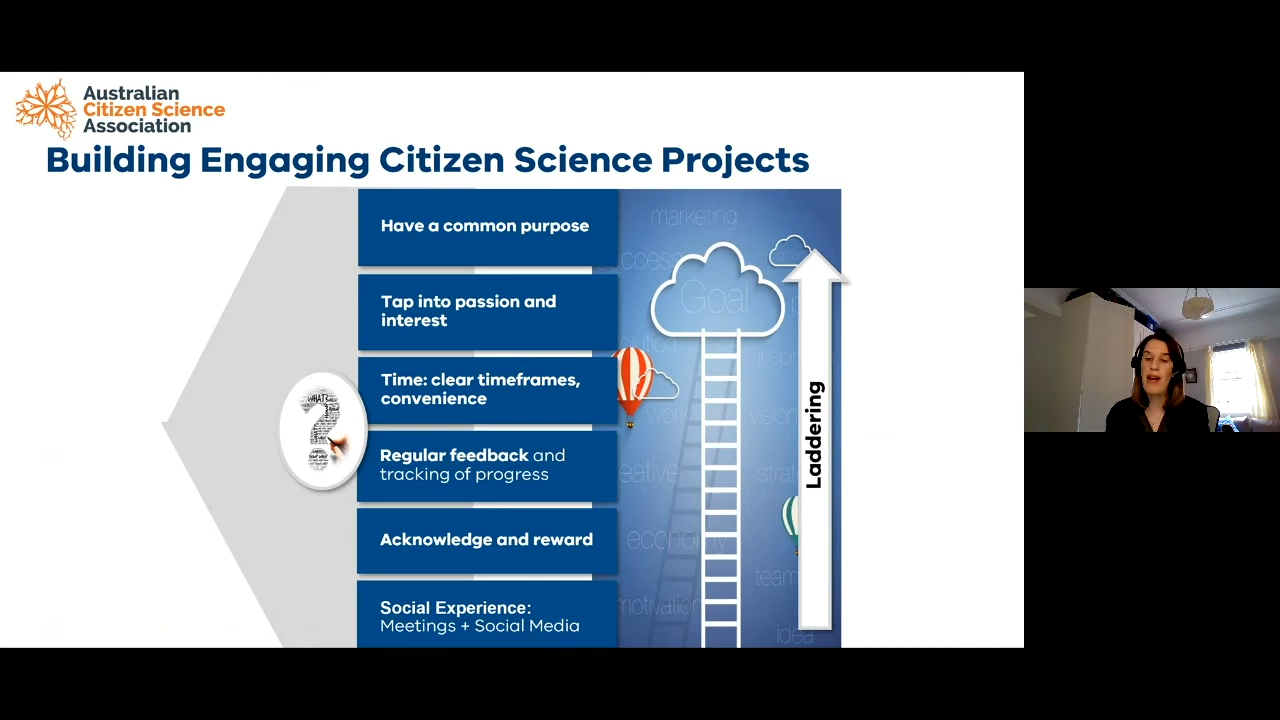 Australian
Citizen Science
Association
Building Engaging Citizen Science Projects
Have a common purpose
Tap into passion and
interest
Time: clear timeframes,
convenience
Regular feedback and
tracking of progress
Acknowledge and reward
Social Experience:
Meetings + Social Media
WHAT?
marketing
Goal
economy
team
motivation
idea
vision
Laddering